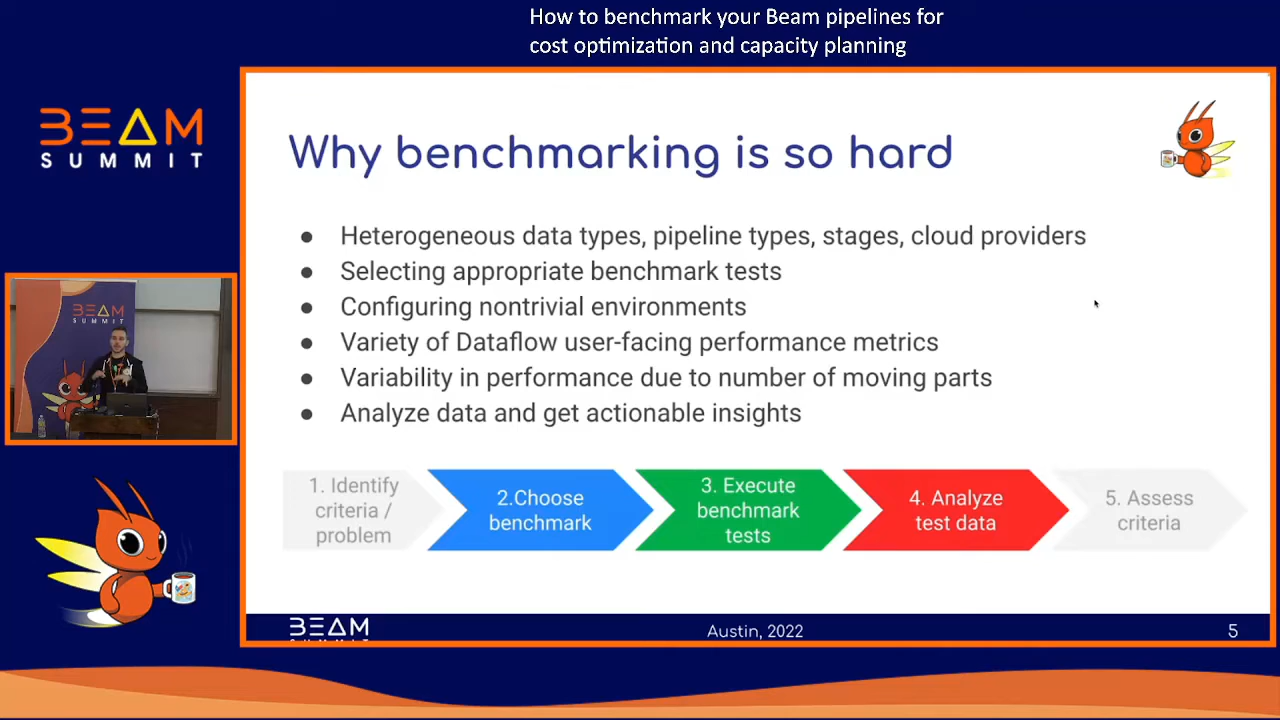 How to benchmark your Beam pipelines for
cost optimization and capacity planning
BEAM
SUMMIT
Why benchmarking is so hard
● Heterogeneous data types, pipeline types, stages, cloud providers
● Selecting appropriate benchmark tests
● Configuring nontrivial environments
● Variety of Dataflow user-facing performance metrics
● Variability in performance due to number of moving parts
● Analyze data and get actionable insights
BEAM
SUMMIT
1. Identify
criteria /
problem
2.Choose
benchmark
3. Execute
benchmark
tests
4. Analyze
test data
5. Assess
criteria
BEAM
Austin, 2022
5